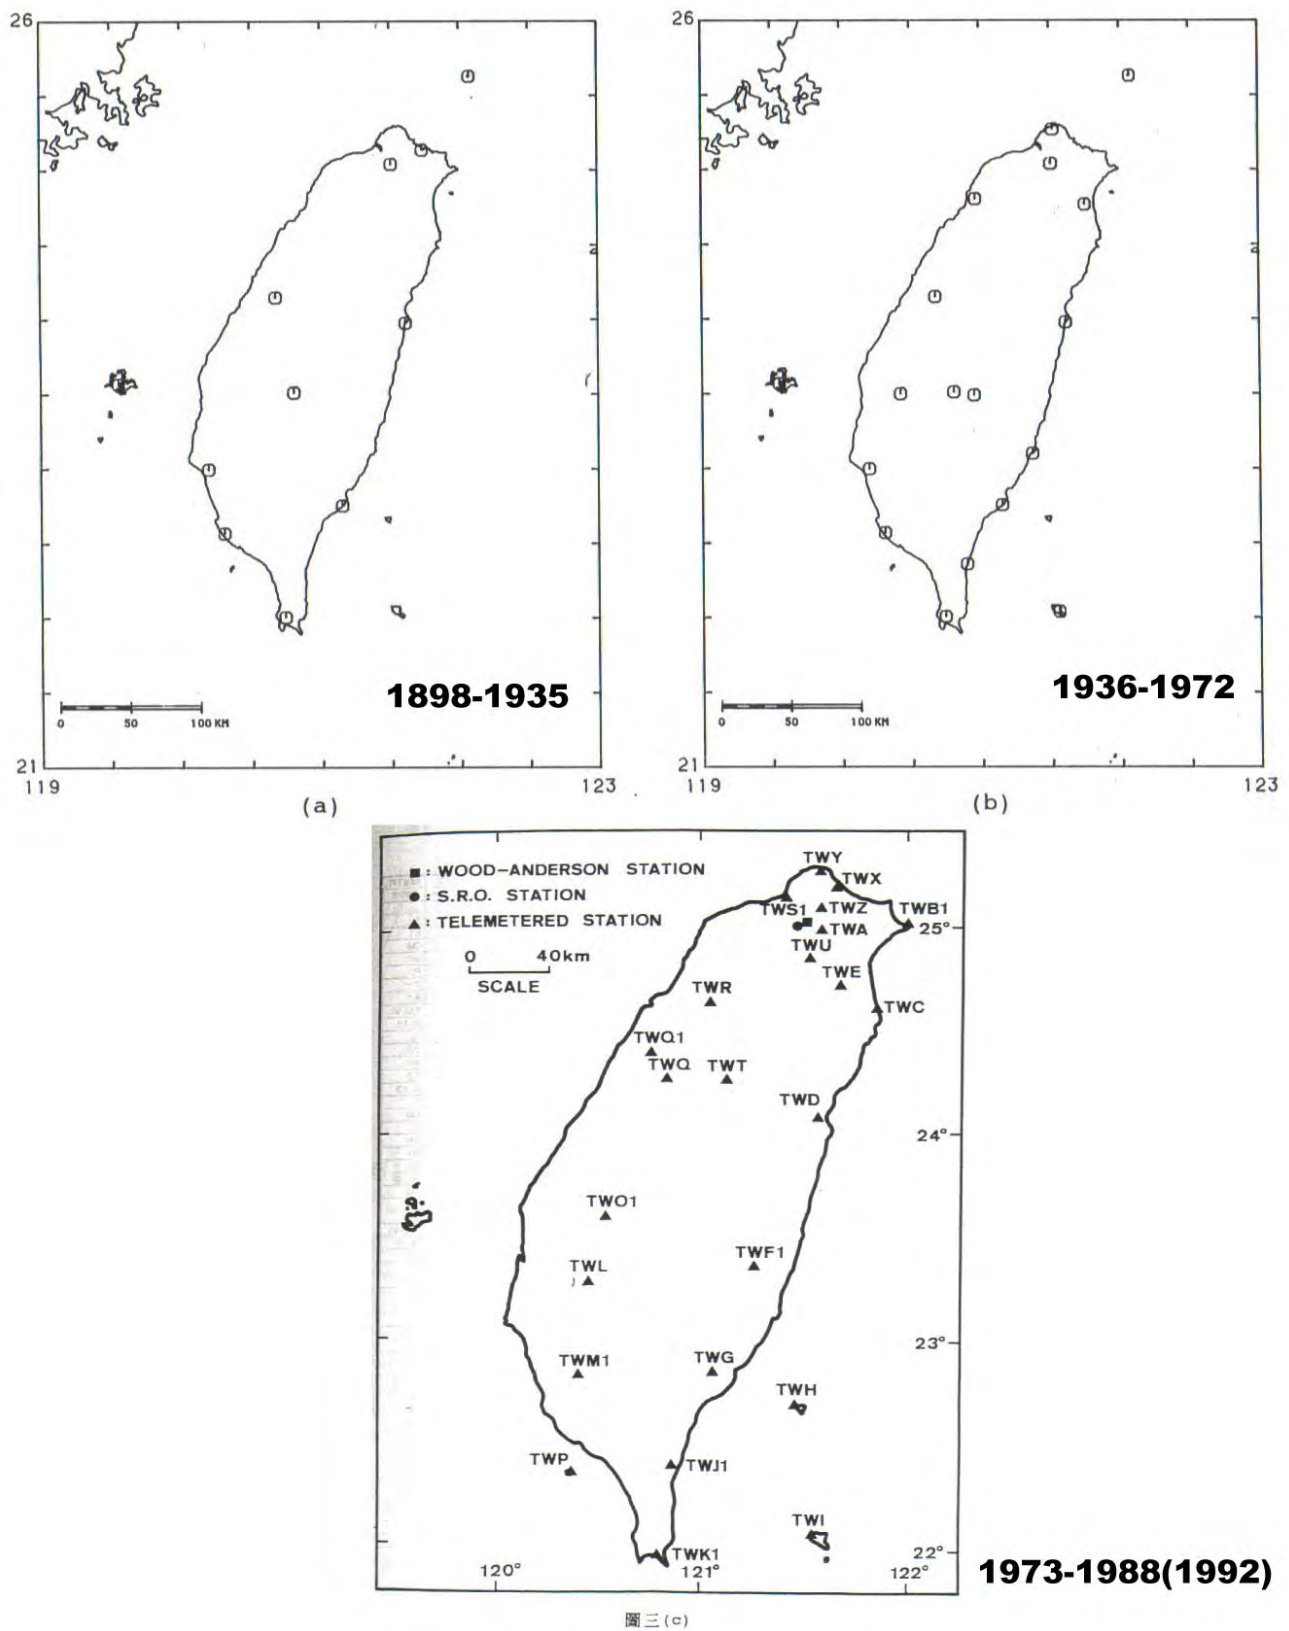 26
1898-1935
0 50 100 KM
21
119
123
(a)
26
1936-1972
0 50 100 KM
21
119
123
(b)
■ : WOOD-ANDERSON STATION
● : S.R.O. STATION
▲ : TELEMETERED STATION
0 40km
SCALE
TWY
TWX
TWS1
TWZ
TWB1
TWA
25°
TWU
TWE
TWR
TWC
TWQ1
TWQ
TWT
TWD
24°
TWO1
TWF1
TWL
23°
TWM1
TWG
TWH
TWP
TWJ1
TWI
TWK1
22°
120°
121°
122°
1973-1988(1992)
圖三(c)